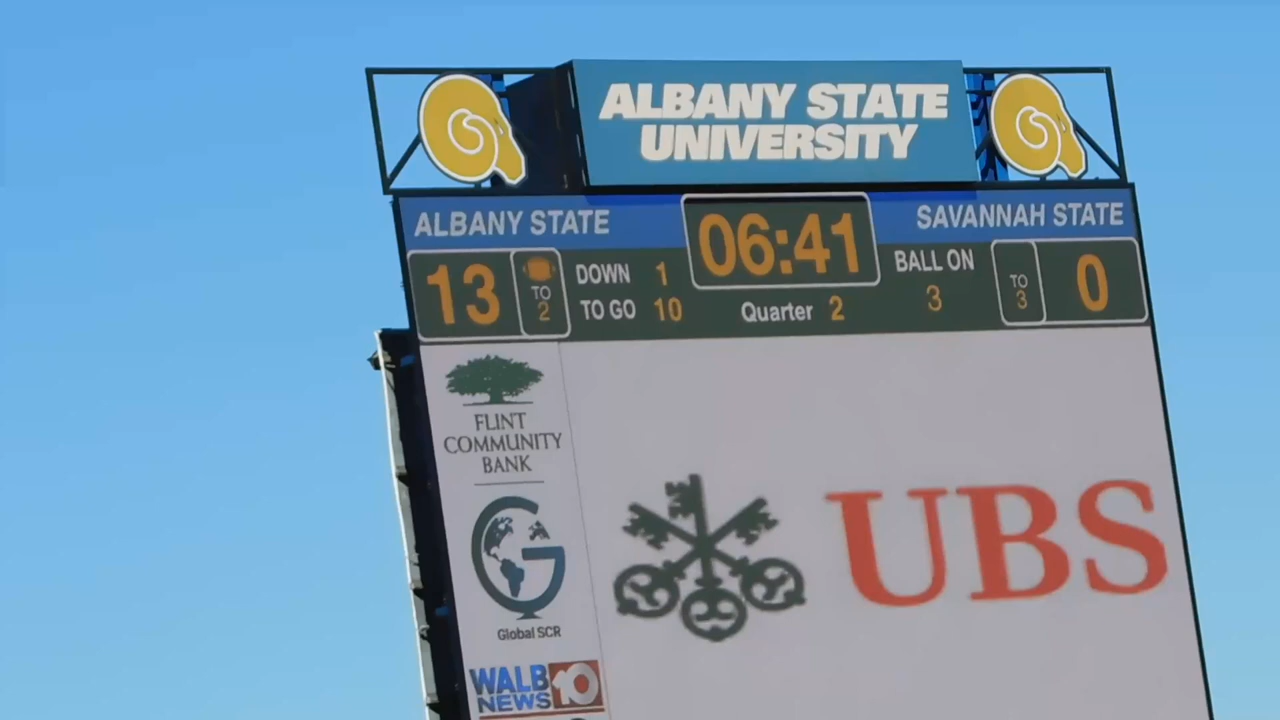 ALBANY STATE
UNIVERSITY
ALBANY STATE
06:41
SAVANNAH STATE
13
TO
2
DOWN 1
TO GO 10
Quarter 2
BALL ON
3
TO
3
0
FLINT
COMMUNITY
BANK
G
Global SCR
WALB
NEWS 10
UBS